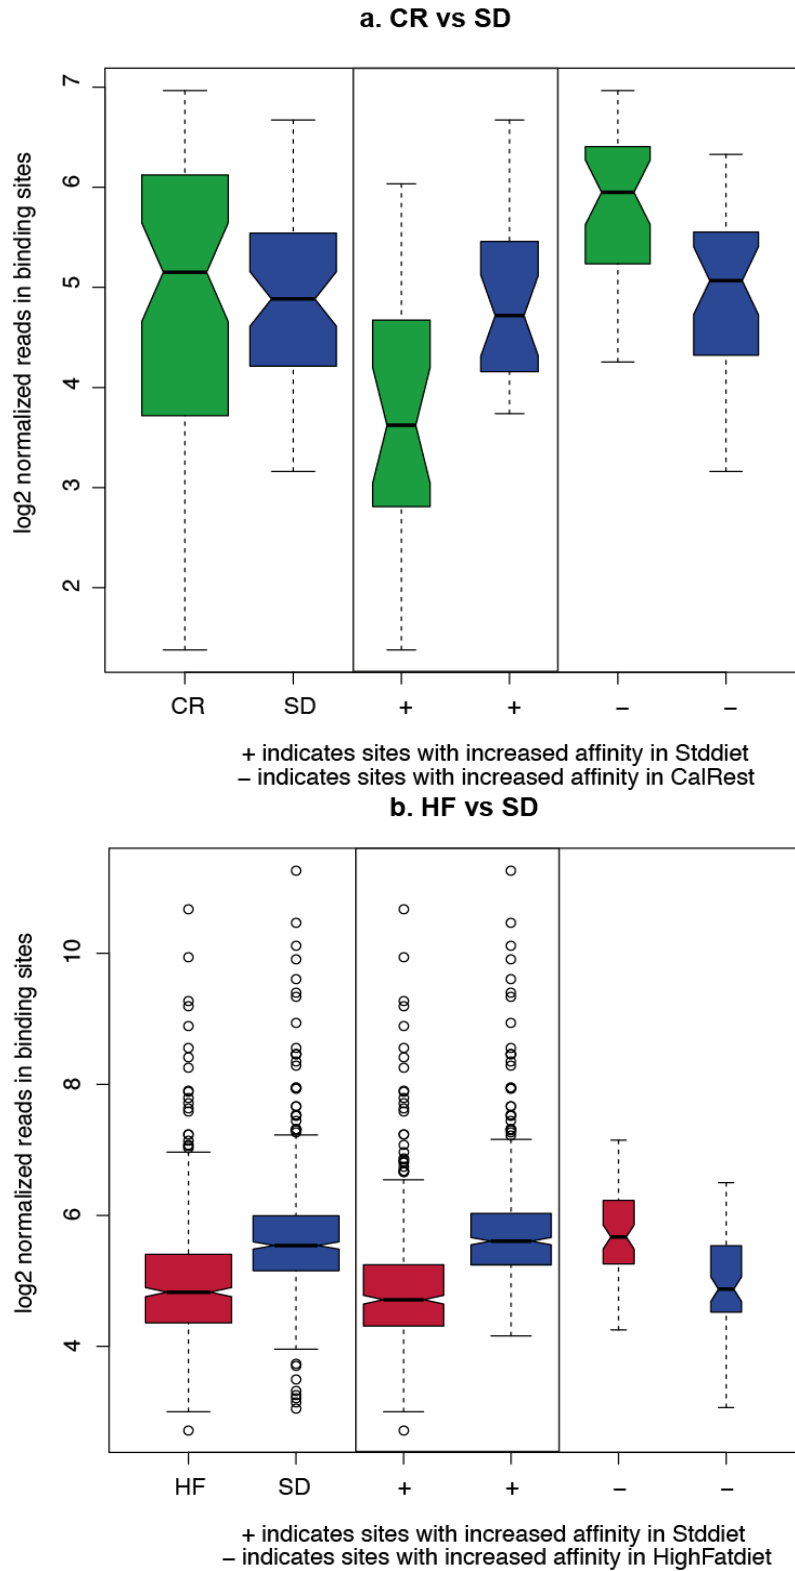 a. CR vs SD
log2 normalized reads in binding sites
7
6
5
4
3
2
CR SD + + – –
+ indicates sites with increased affinity in Stddiet
– indicates sites with increased affinity in CalRest
b. HF vs SD
log2 normalized reads in binding sites
10
8
6
4
HF SD + + – –
+ indicates sites with increased affinity in Stddiet
– indicates sites with increased affinity in HighFatdiet